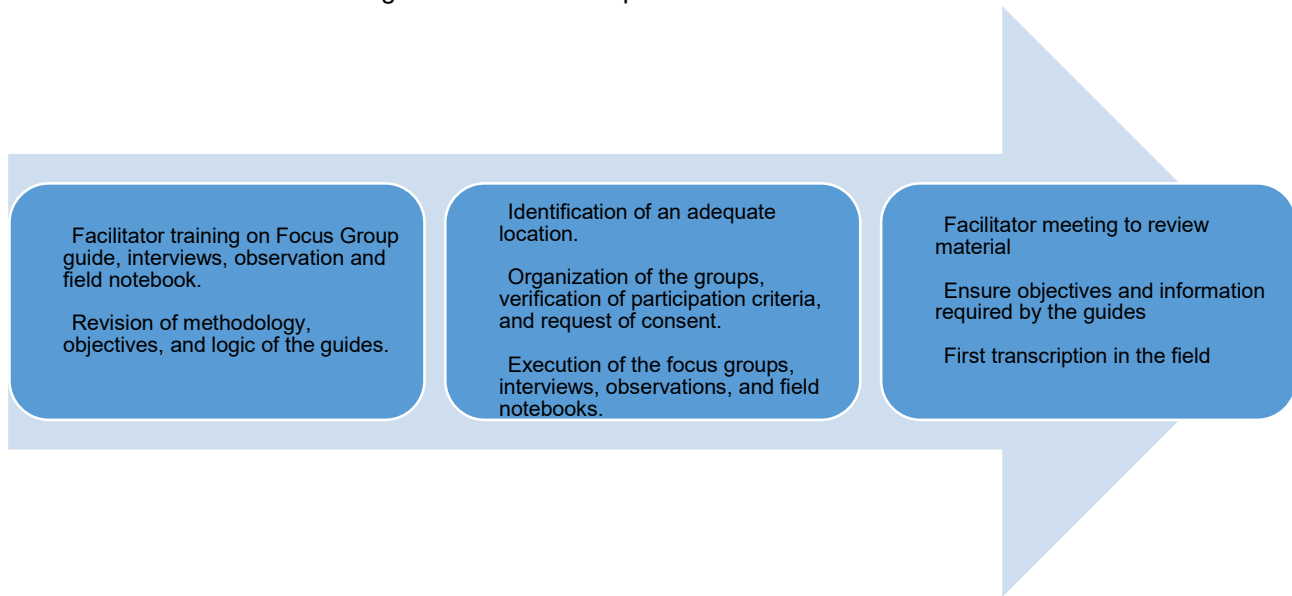 Facilitator training on Focus Group
guide, interviews, observation and
field notebook.
Revision of methodology,
objectives, and logic of the guides.
Identification of an adequate
location.
Organization of the groups,
verification of participation criteria,
and request of consent.
Execution of the focus groups,
interviews, observations, and field
notebooks.
Facilitator meeting to review
material
Ensure objectives and information
required by the guides
First transcription in the field